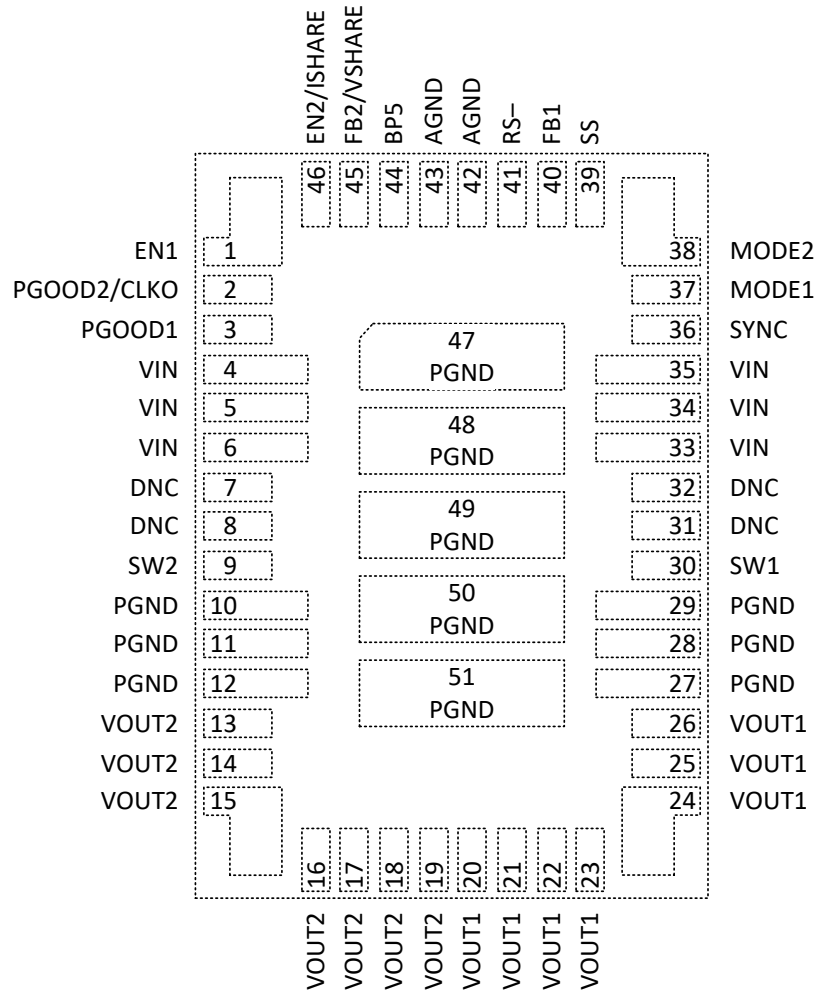 EN2/ISHARE
FB2/VSHARE
BP5
AGND
AGND
RS–
FB1
SS
46
45
44
43
42
41
40
39
EN1 1
PGOOD2/CLKO 2
PGOOD1 3
VIN 4
VIN 5
VIN 6
DNC 7
DNC 8
SW2 9
PGND 10
PGND 11
PGND 12
VOUT2 13
VOUT2 14
VOUT2 15
47
PGND
48
PGND
49
PGND
50
PGND
51
PGND
38 MODE2
37 MODE1
36 SYNC
35 VIN
34 VIN
33 VIN
32 DNC
31 DNC
30 SW1
29 PGND
28 PGND
27 PGND
26 VOUT1
25 VOUT1
24 VOUT1
16
17
18
19
20
21
22
23
VOUT2
VOUT2
VOUT2
VOUT2
VOUT1
VOUT1
VOUT1
VOUT1